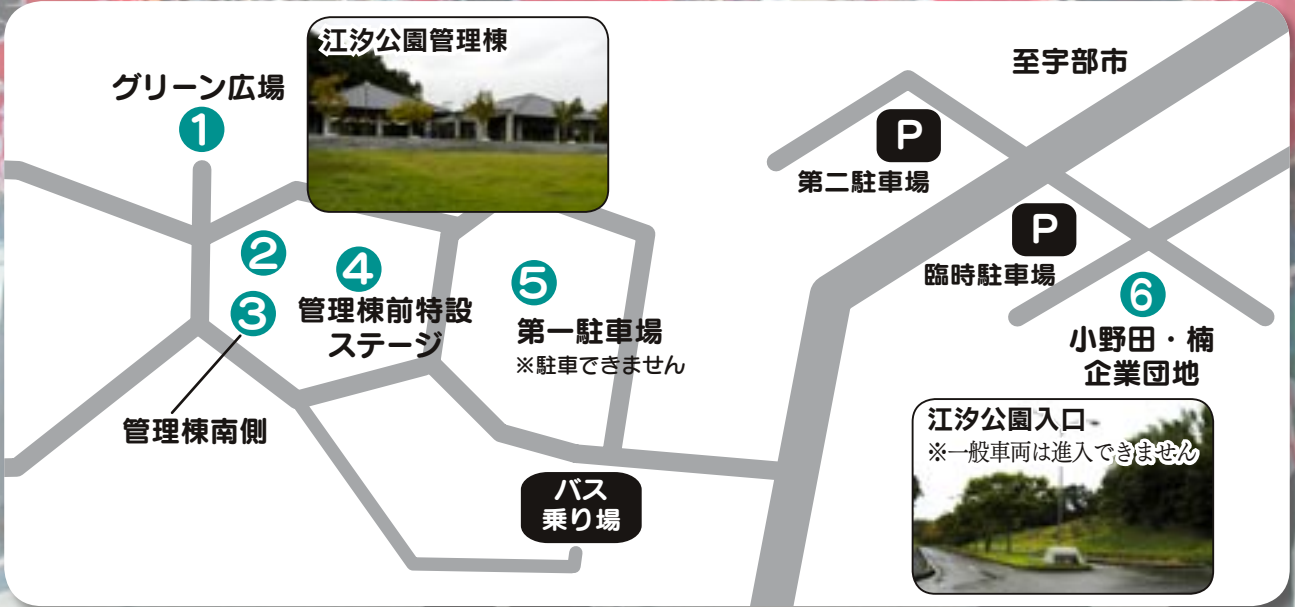 江汐公園管理棟
グリーン広場
1
至宇部市
P
第二駐車場
P
臨時駐車場
2
3
4
管理棟前特設
ステージ
5
第一駐車場
※駐車できません
6
小野田・楠
企業団地
管理棟南側
江汐公園入口
※一般車両は進入できません
バス
乗り場